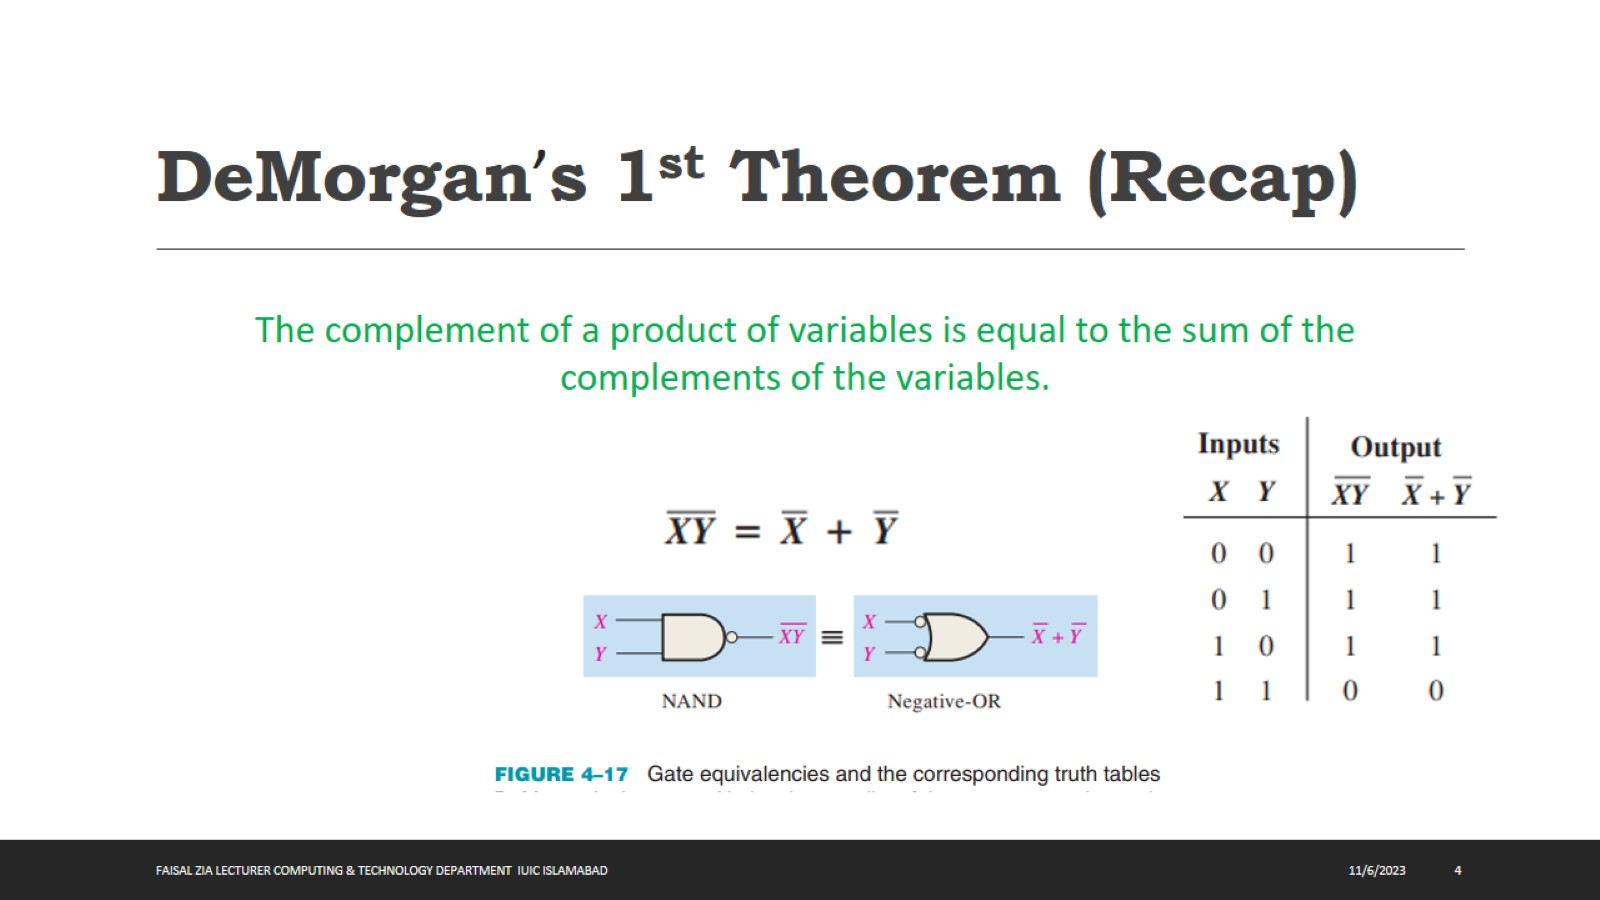 DeMorgan's 1st Theorem (Recap)
The complement of a product of variables is equal to the sum of the
complements of the variables.
Inputs Output
X Y X̅Y̅ X̅ + Y̅
0 0 1 1
0 1 1 1
1 0 1 1
1 1 0 0
X̅Y̅ = X̅ + Y̅
X
Y
X̅Y̅
≡
X
Y
X̅ + Y̅
NAND
Negative-OR
FIGURE 4–17 Gate equivalencies and the corresponding truth tables
FAISAL ZIA LECTURER COMPUTING & TECHNOLOGY DEPARTMENT IUIC ISLAMABAD
11/6/2023
4